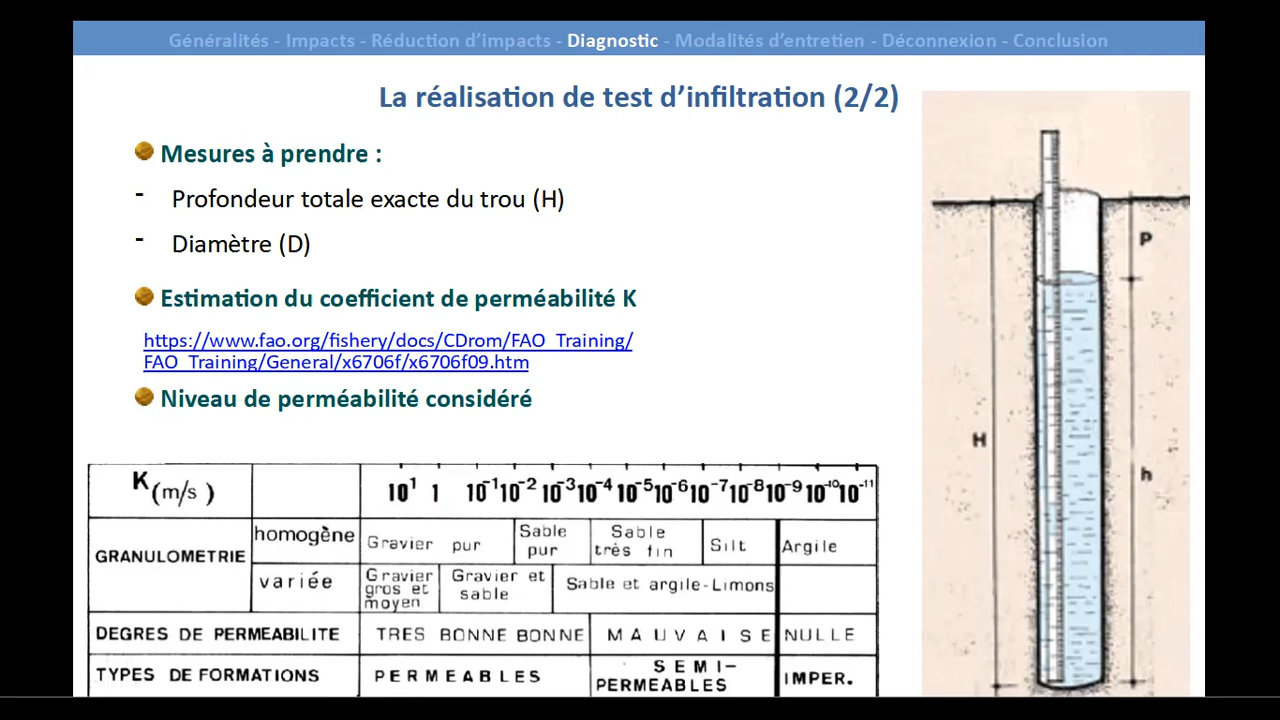 Généralités - Impacts - Réduction d’impacts - Diagnostic - Modalités d’entretien - Déconnexion - Conclusion
La réalisation de test d’infiltration (2/2)
Mesures à prendre :
- Profondeur totale exacte du trou (H)
- Diamètre (D)
Estimation du coefficient de perméabilité K
https://www.fao.org/fishery/docs/CDrom/FAO_Training/
FAO_Training/General/x6706f/x6706f09.htm
Niveau de perméabilité considéré
K (m/s) 10¹ 1 10⁻¹ 10⁻² 10⁻³ 10⁻⁴ 10⁻⁵ 10⁻⁶ 10⁻⁷ 10⁻⁸ 10⁻⁹ 10⁻¹⁰ 10⁻¹¹
GRANULOMETRIE
homogène
Gravier pur
Sable
pur
Sable
très fin
Silt
Argile
variée
Gravier
gros et
moyen
Gravier et
sable
Sable et argile-Limons
DEGRES DE PERMEABILITE TRES BONNE BONNE MAUVAISE NULLE
TYPES DE FORMATIONS PERMEABLES
SEMI-
PERMEABLES
IMPER.
P
H
h